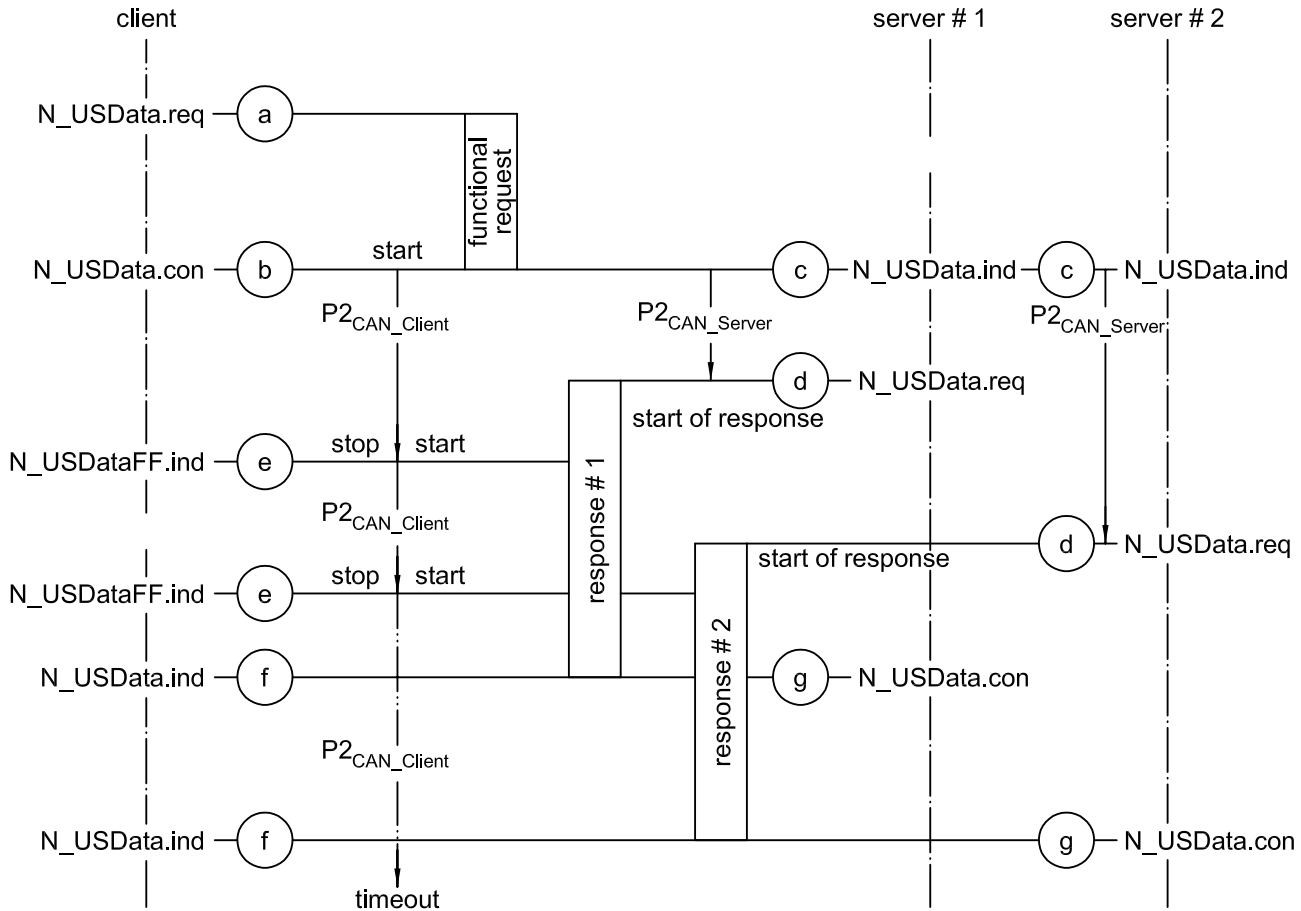 client
server # 1
server # 2
N_USData.req
a
functional
request
N_USData.con
b
start
c
N_USData.ind
c
N_USData.ind
P2CAN_Client
P2CAN_Server
P2CAN_Server
d
N_USData.req
start of response
N_USDataFF.ind
e
stop
start
response # 1
P2CAN_Client
start of response
d
N_USData.req
N_USDataFF.ind
e
stop
start
response # 2
N_USData.ind
f
g
N_USData.con
P2CAN_Client
N_USData.ind
f
g
N_USData.con
timeout